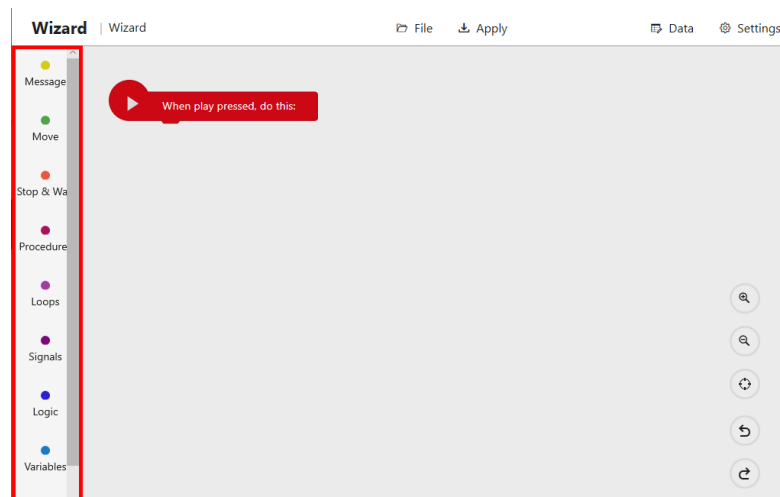 Wizard | Wizard File Apply Data Settings
Message
When play pressed, do this:
Move
Stop & Wa
Procedure
Loops
Signals
Logic
Variables